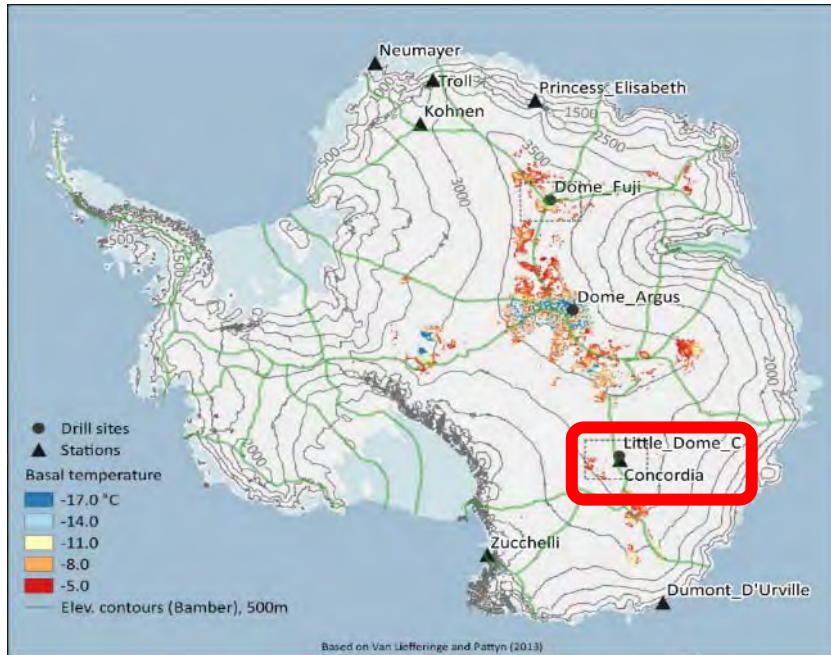 Neumayer
Troll
Princess_Elisabeth
Kohnen
1000
500
1500
2500
3500
3000
Dome_Fuji
500
1500
Dome_Argus
2000
Little_Dome_C
Concordia
1000
Zucchelli
Dumont_D'Urville
Drill sites
Stations
Basal temperature
-17.0 °C
-14.0
-11.0
-8.0
-5.0
Elev. contours (Bamber), 500m
Based on Van Liefferinge and Pattyn (2013)